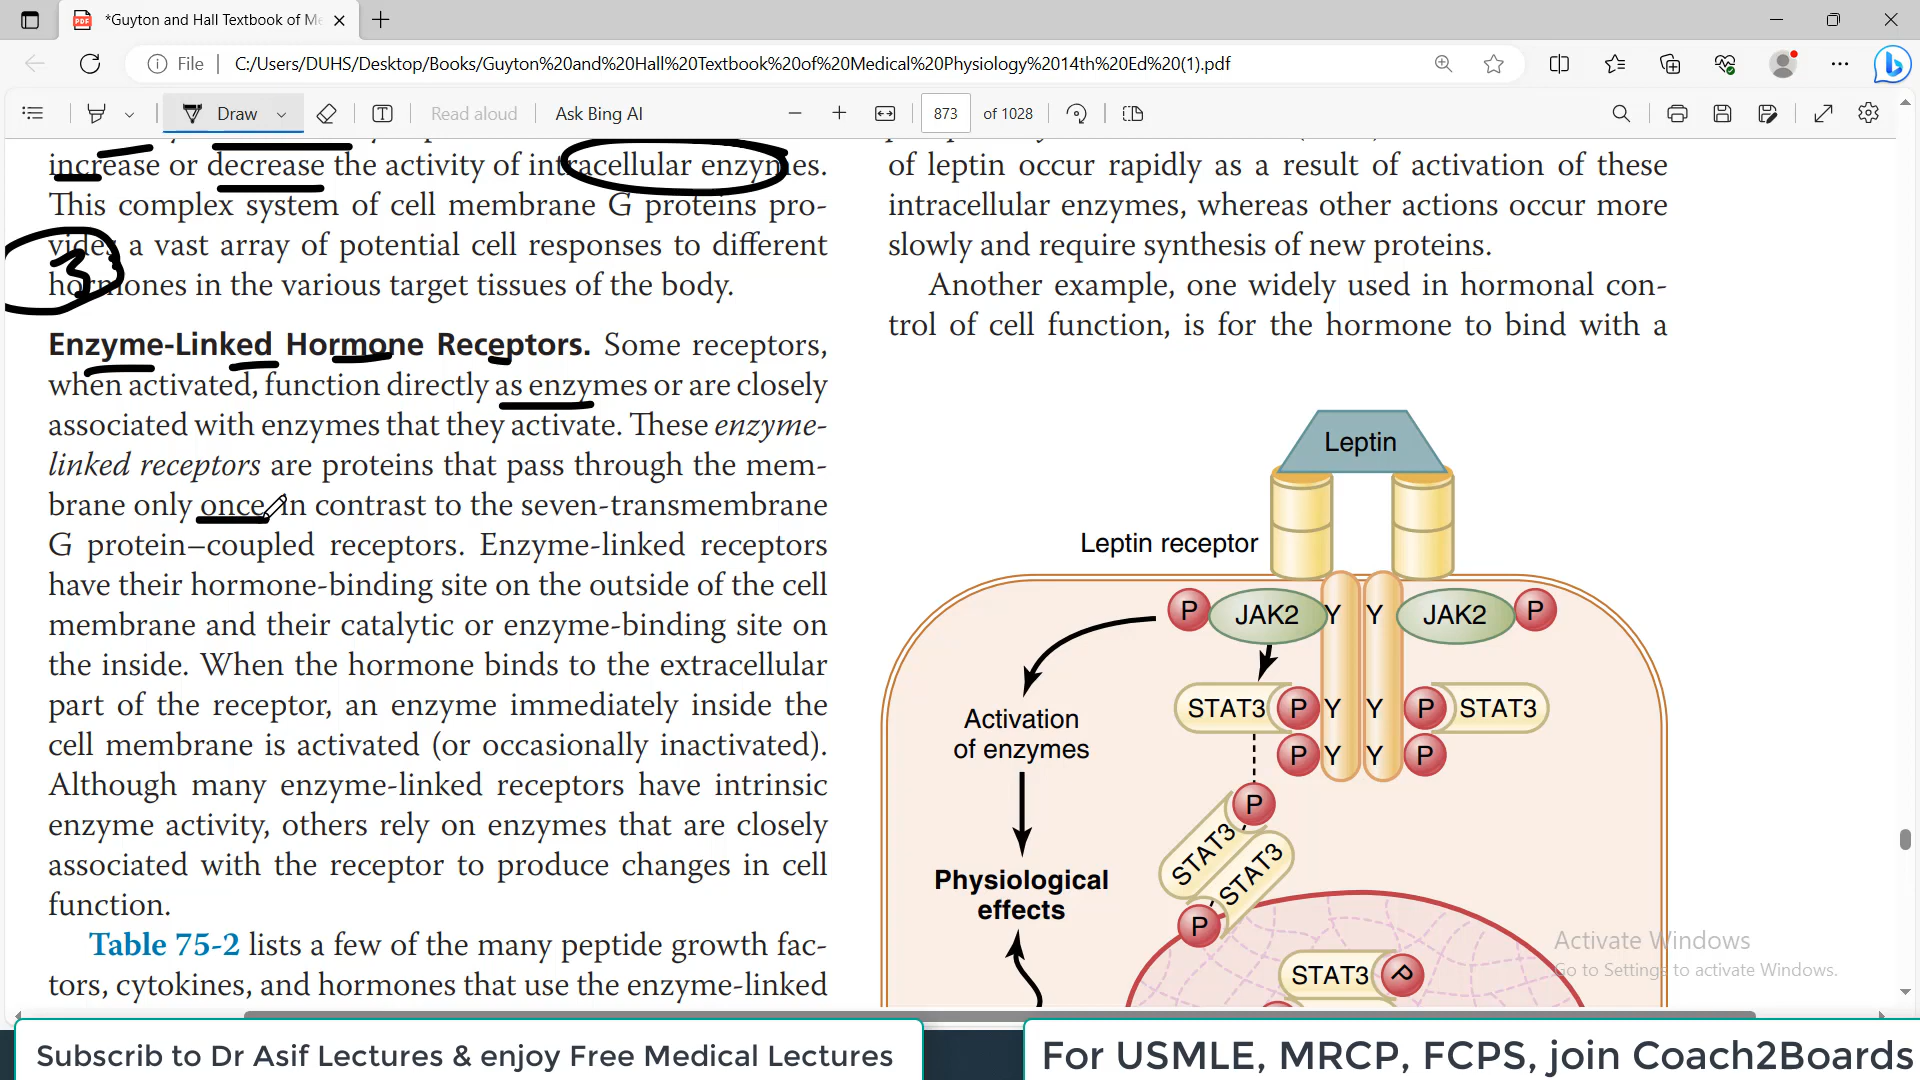 *Guyton and Hall Textbook of Me
File
C:/Users/DUHS/Desktop/Books/Guyton%20and%20Hall%20Textbook%20of%20Medical%20Physiology%2014th%20Ed%20(1).pdf
Draw
Read aloud
Ask Bing AI
873
of 1028
increase or decrease the activity of intracellular enzymes.
This complex system of cell membrane G proteins pro-
vides a vast array of potential cell responses to different
hormones in the various target tissues of the body.
3
Enzyme-Linked Hormone Receptors. Some receptors,
when activated, function directly as enzymes or are closely
associated with enzymes that they activate. These enzyme-
linked receptors are proteins that pass through the mem-
brane only once, in contrast to the seven-transmembrane
G protein–coupled receptors. Enzyme-linked receptors
have their hormone-binding site on the outside of the cell
membrane and their catalytic or enzyme-binding site on
the inside. When the hormone binds to the extracellular
part of the receptor, an enzyme immediately inside the
cell membrane is activated (or occasionally inactivated).
Although many enzyme-linked receptors have intrinsic
enzyme activity, others rely on enzymes that are closely
associated with the receptor to produce changes in cell
function.
Table 75-2 lists a few of the many peptide growth fac-
tors, cytokines, and hormones that use the enzyme-linked
of leptin occur rapidly as a result of activation of these
intracellular enzymes, whereas other actions occur more
slowly and require synthesis of new proteins.
Another example, one widely used in hormonal con-
trol of cell function, is for the hormone to bind with a
Leptin
Leptin receptor
P JAK2 Y Y JAK2 P
STAT3 P Y Y P STAT3
P Y Y P
Activation
of enzymes
P
STAT3
STAT3
P
Physiological
effects
STAT3 P
Activate Windows
Go to Settings to activate Windows.
Subscrib to Dr Asif Lectures & enjoy Free Medical Lectures
For USMLE, MRCP, FCPS, join Coach2Boards